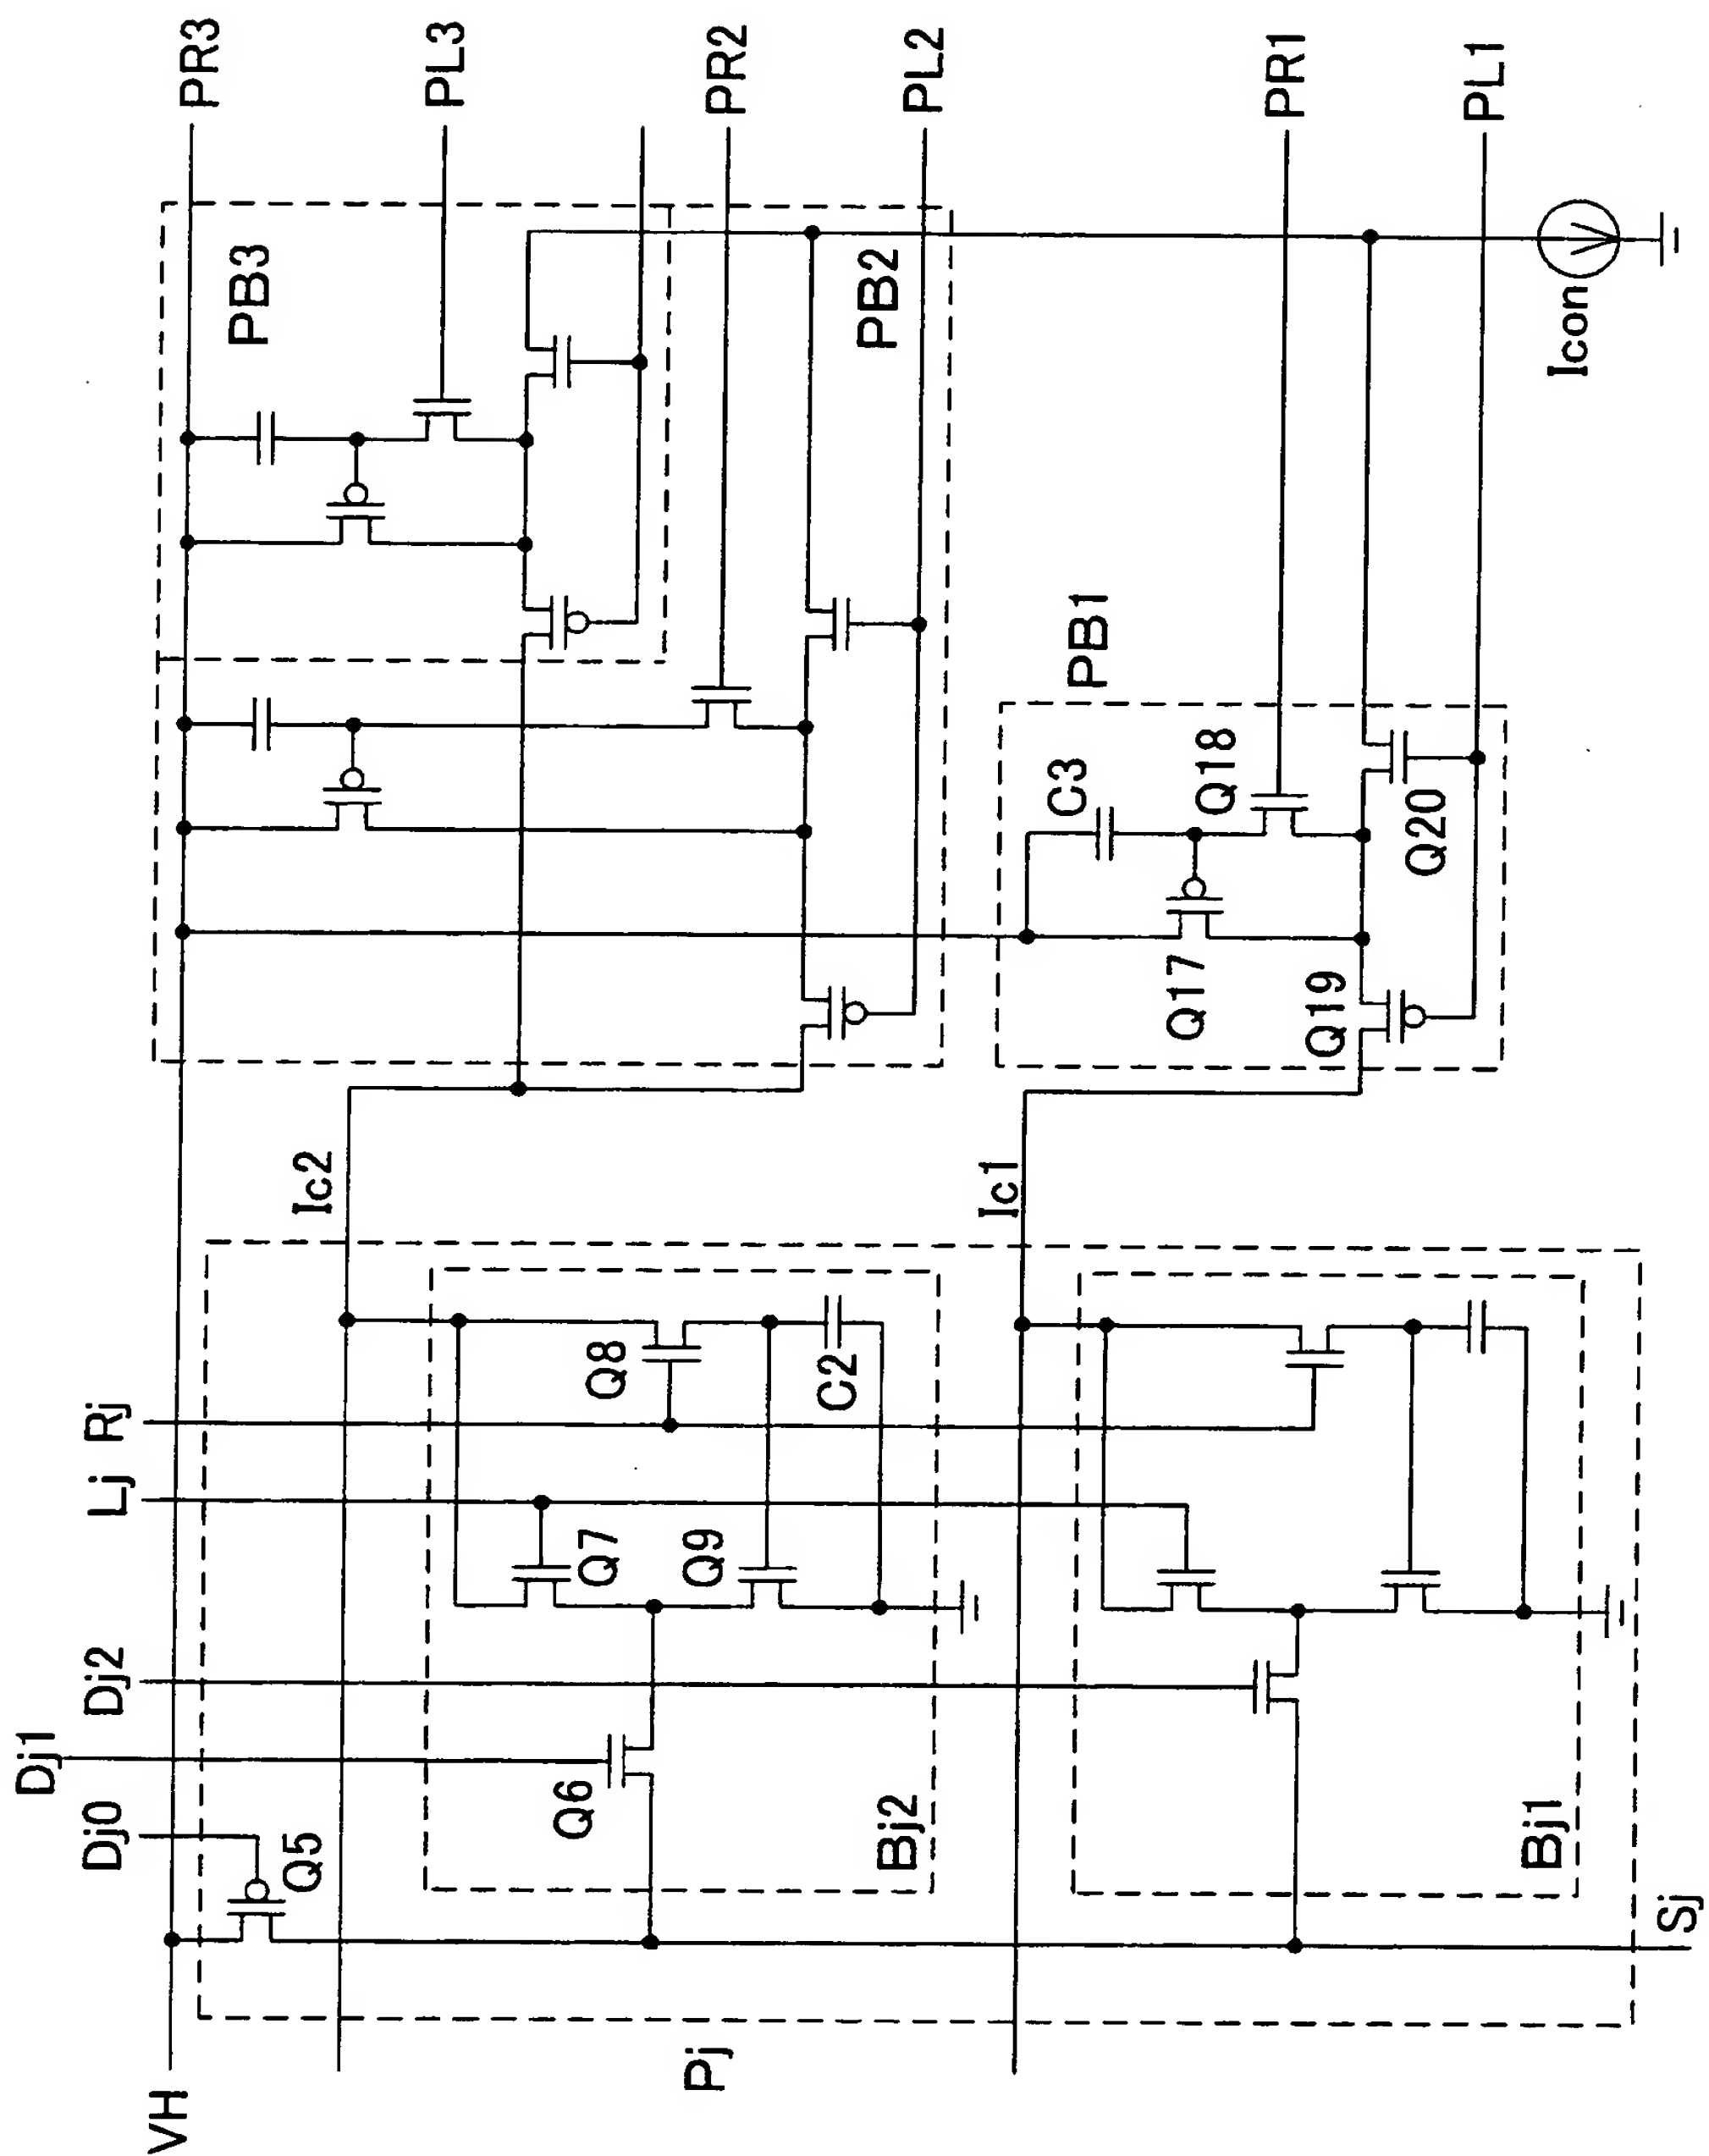 PR3
PL3
PR2
PL2
PR1
PL1
PB3
PB2
Icon
PB1
C3
Q18
Q20
Q17
Q19
Ic2
Ic1
Rj
Lj
Q8
C2
Q7
Q9
Dj2
Dj1
Dj0
Q5
Q6
Bj2
Bj1
Sj
Pj
VH